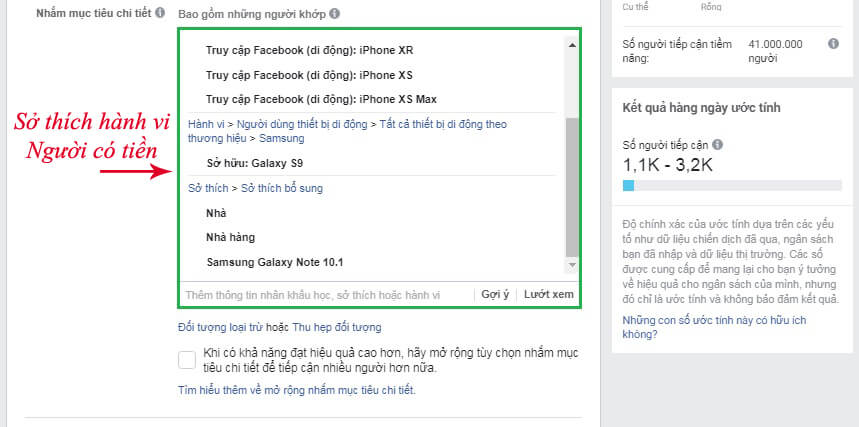 Nhắm mục tiêu chi tiết
Bao gồm những người khớp
Truy cập Facebook (di động): iPhone XR
Truy cập Facebook (di động): iPhone XS
Truy cập Facebook (di động): iPhone XS Max
Hành vi > Người dùng thiết bị di động > Tất cả thiết bị di động theo
thương hiệu > Samsung
Sở hữu: Galaxy S9
Sở thích > Sở thích bổ sung
Nhà
Nhà hàng
Samsung Galaxy Note 10.1
Thêm thông tin nhân khẩu học, sở thích hoặc hành vi
Gợi ý
Lướt xem
Đối tượng loại trừ hoặc Thu hẹp đối tượng
Khi có khả năng đạt hiệu quả cao hơn, hãy mở rộng tùy chọn nhắm mục
tiêu chi tiết để tiếp cận nhiều người hơn nữa.
Tìm hiểu thêm về mở rộng nhắm mục tiêu chi tiết.
Sở thích hành vi
Người có tiền
Cụ thể
Rộng
Số người tiếp cận tiềm
năng:
41.000.000
người
Kết quả hàng ngày ước tính
Số người tiếp cận
1,1K - 3,2K
Độ chính xác của ước tính dựa trên các yếu
tố như dữ liệu chiến dịch đã qua, ngân sách
bạn đã nhập và dữ liệu thị trường. Các số
được cung cấp để mang lại cho bạn ý tưởng
về hiệu quả cho ngân sách của mình, nhưng
đó chỉ là ước tính và không bảo đảm kết quả.
Những con số ước tính này có hữu ích
không?